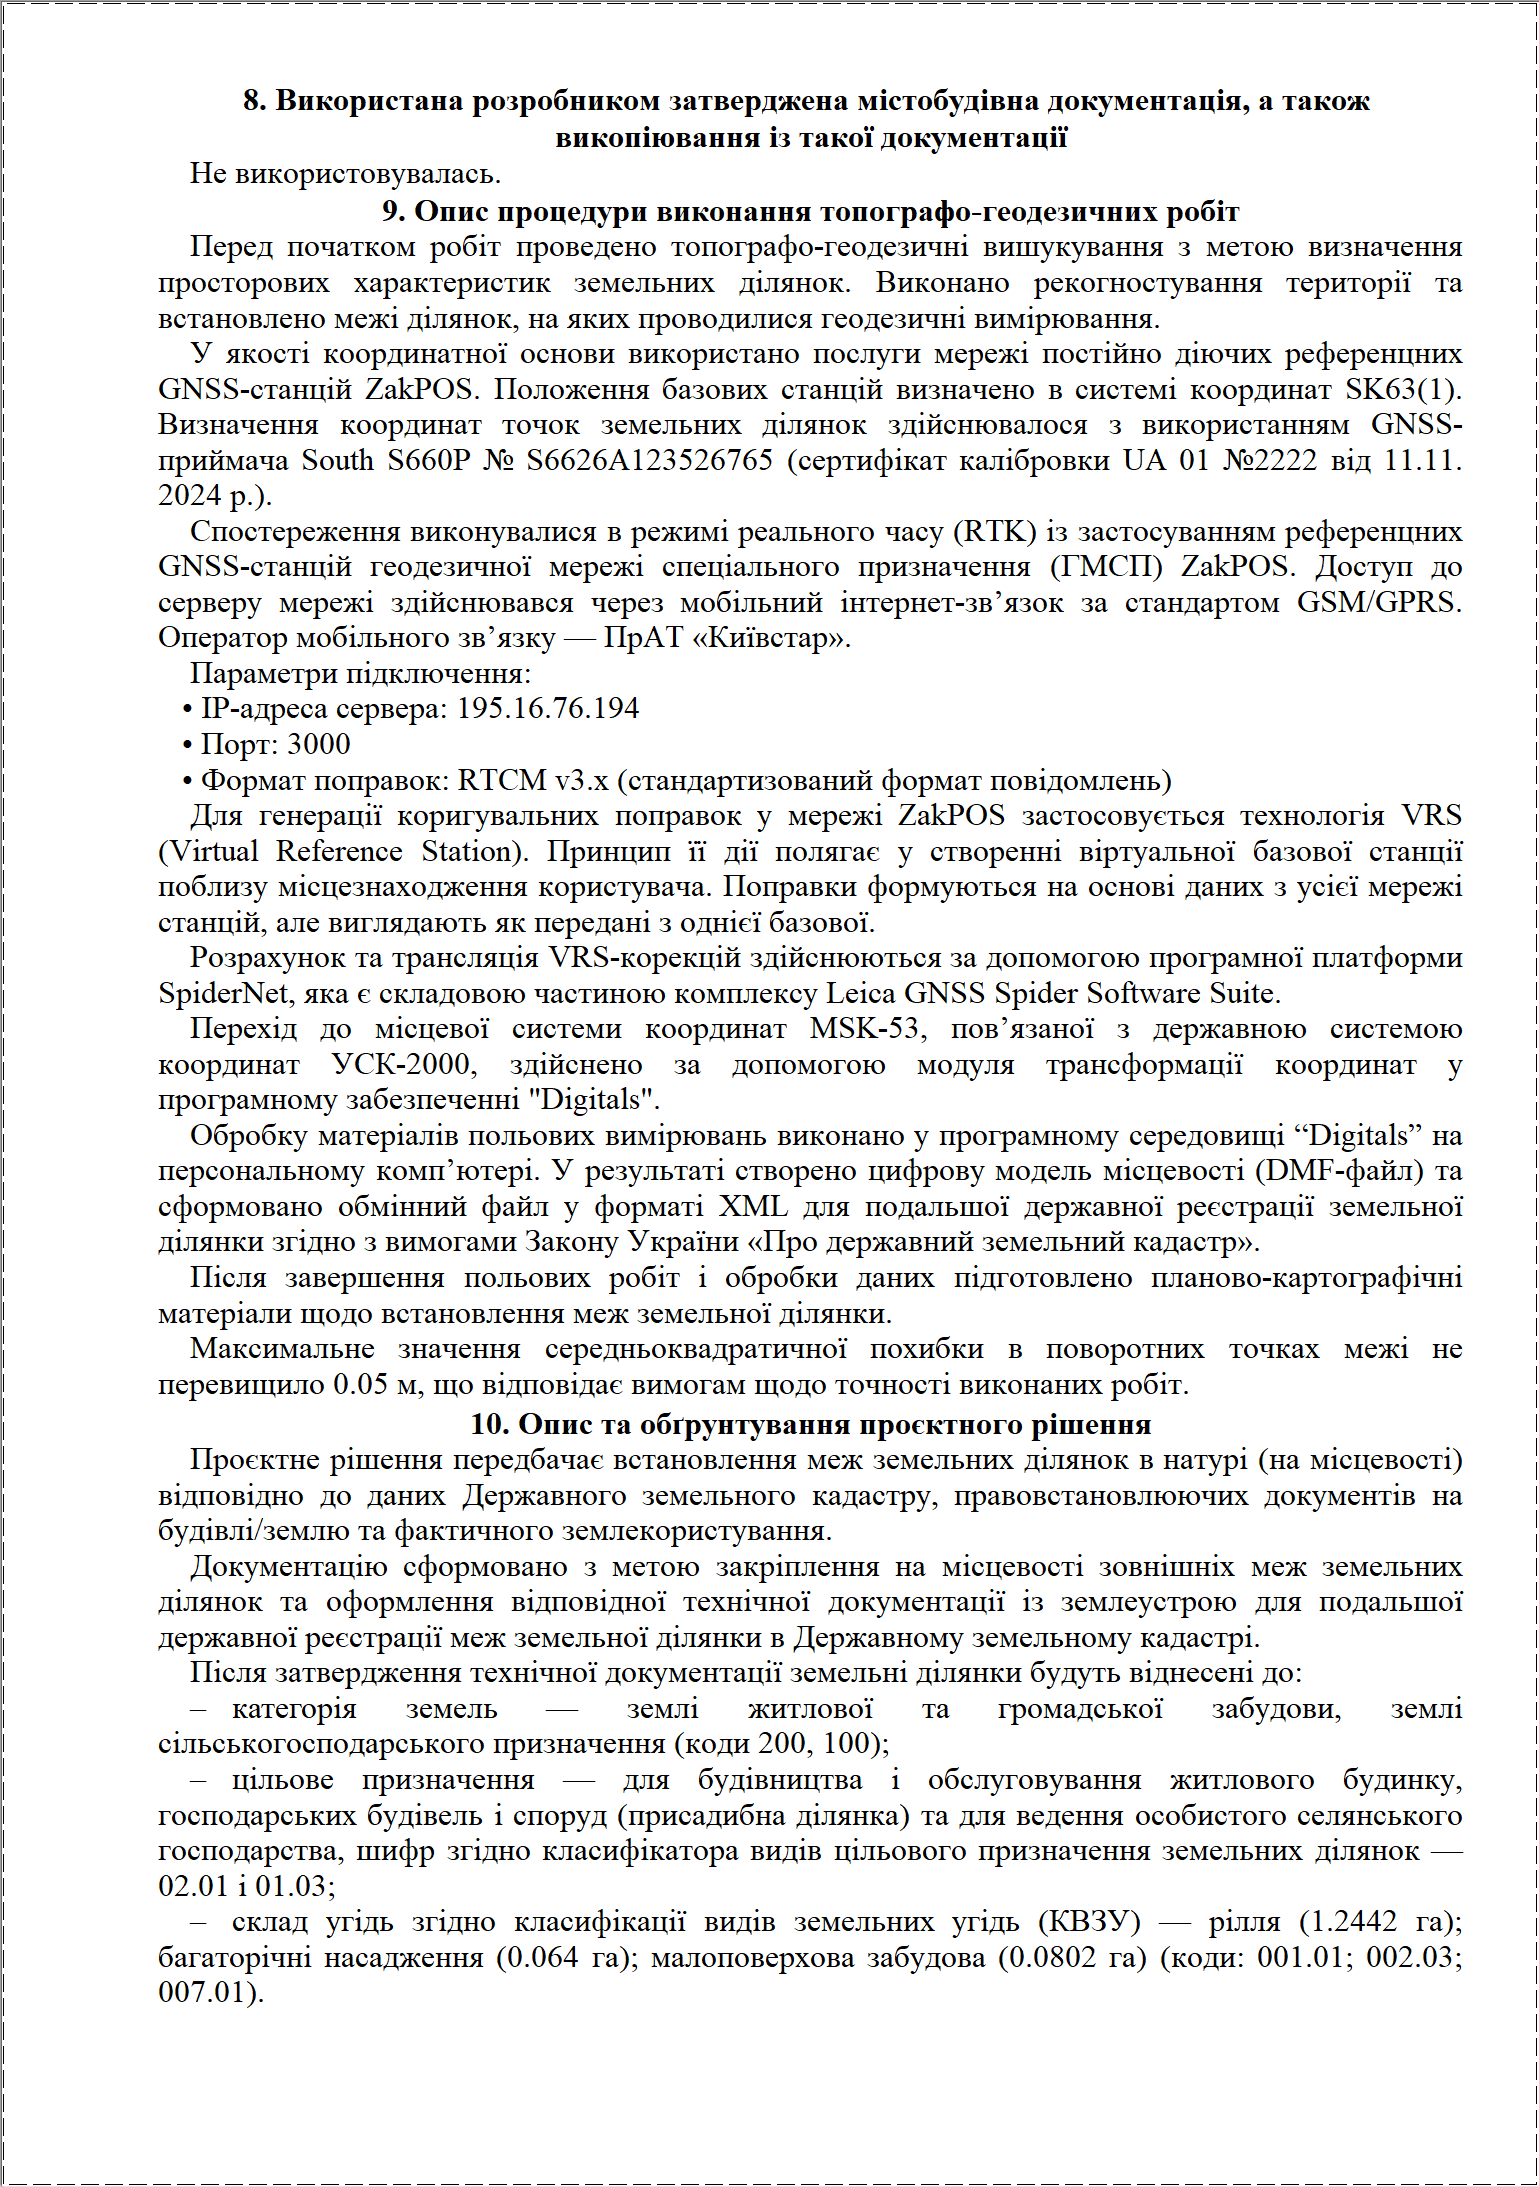 8. Використана розробником затверджена містобудівна документація, а також
викопіювання із такої документації
Не використовувалась.
9. Опис процедури виконання топографо-геодезичних робіт
Перед початком робіт проведено топографо-геодезичні вишукування з метою визначення
просторових характеристик земельних ділянок. Виконано рекогностування території та
встановлено межі ділянок, на яких проводилися геодезичні вимірювання.
У якості координатної основи використано послуги мережі постійно діючих референцних
GNSS-станцій ZakPOS. Положення базових станцій визначено в системі координат SK63(1).
Визначення координат точок земельних ділянок здійснювалося з використанням GNSS-
приймача South S660P № S6626A123526765 (сертифікат калібровки UA 01 №2222 від 11.11.
2024 р.).
Спостереження виконувалися в режимі реального часу (RTK) із застосуванням референцних
GNSS-станцій геодезичної мережі спеціального призначення (ГМСП) ZakPOS. Доступ до
серверу мережі здійснювався через мобільний інтернет-зв’язок за стандартом GSM/GPRS.
Оператор мобільного зв’язку — ПрАТ «Київстар».
Параметри підключення:
• IP-адреса сервера: 195.16.76.194
• Порт: 3000
• Формат поправок: RTCM v3.x (стандартизований формат повідомлень)
Для генерації коригувальних поправок у мережі ZakPOS застосовується технологія VRS
(Virtual Reference Station). Принцип її дії полягає у створенні віртуальної базової станції
поблизу місцезнаходження користувача. Поправки формуються на основі даних з усієї мережі
станцій, але виглядають як передані з однієї базової.
Розрахунок та трансляція VRS-корекцій здійснюються за допомогою програмної платформи
SpiderNet, яка є складовою частиною комплексу Leica GNSS Spider Software Suite.
Перехід до місцевої системи координат MSK-53, пов’язаної з державною системою
координат УСК-2000, здійснено за допомогою модуля трансформації координат у
програмному забезпеченні "Digitals".
Обробку матеріалів польових вимірювань виконано у програмному середовищі “Digitals” на
персональному комп’ютері. У результаті створено цифрову модель місцевості (DMF-файл) та
сформовано обмінний файл у форматі XML для подальшої державної реєстрації земельної
ділянки згідно з вимогами Закону України «Про державний земельний кадастр».
Після завершення польових робіт і обробки даних підготовлено планово-картографічні
матеріали щодо встановлення меж земельної ділянки.
Максимальне значення середньоквадратичної похибки в поворотних точках межі не
перевищило 0.05 м, що відповідає вимогам щодо точності виконаних робіт.
10. Опис та обґрунтування проєктного рішення
Проєктне рішення передбачає встановлення меж земельних ділянок в натурі (на місцевості)
відповідно до даних Державного земельного кадастру, правовстановлюючих документів на
будівлі/землю та фактичного землекористування.
Документацію сформовано з метою закріплення на місцевості зовнішніх меж земельних
ділянок та оформлення відповідної технічної документації із землеустрою для подальшої
державної реєстрації меж земельної ділянки в Державному земельному кадастрі.
Після затвердження технічної документації земельні ділянки будуть віднесені до:
– категорія земель — землі житлової та громадської забудови, землі
сільськогосподарського призначення (коди 200, 100);
– цільове призначення — для будівництва і обслуговування житлового будинку,
господарських будівель і споруд (присадибна ділянка) та для ведення особистого селянського
господарства, шифр згідно класифікатора видів цільового призначення земельних ділянок —
02.01 і 01.03;
– склад угідь згідно класифікації видів земельних угідь (КВЗУ) — рілля (1.2442 га);
багаторічні насадження (0.064 га); малоповерхова забудова (0.0802 га) (коди: 001.01; 002.03;
007.01).